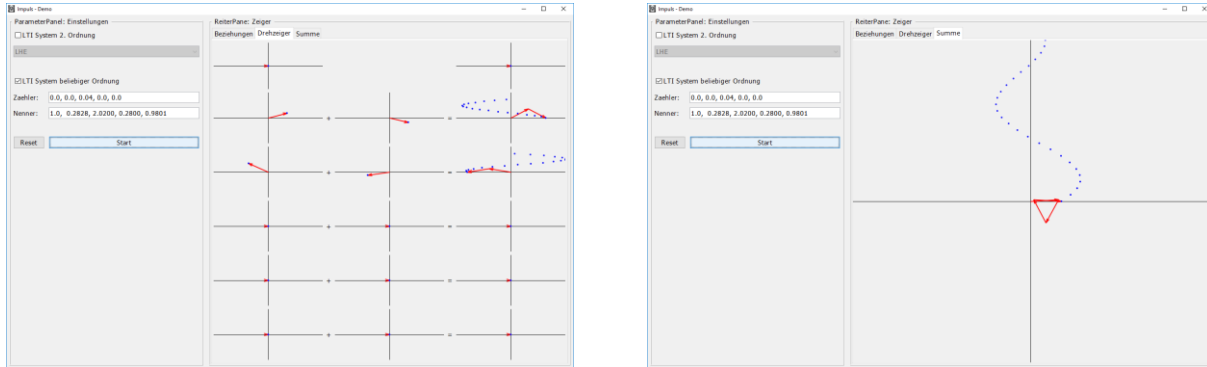 Impuls - Demo
ParameterPanel: Einstellungen
LTI System 2. Ordnung
LHE
LTI System beliebiger Ordnung
Zaehler: 0.0, 0.0, 0.04, 0.0, 0.0
Nenner: 1.0, 0.2828, 2.0200, 0.2800, 0.9801
Reset Start
ReiterPane: Zeiger
Beziehungen Drehzeiger Summe
+ =
+ =
+ =
+ =
+ =
Impuls - Demo
ParameterPanel: Einstellungen
LTI System 2. Ordnung
LHE
LTI System beliebiger Ordnung
Zaehler: 0.0, 0.0, 0.04, 0.0, 0.0
Nenner: 1.0, 0.2828, 2.0200, 0.2800, 0.9801
Reset Start
ReiterPane: Zeiger
Beziehungen Drehzeiger Summe